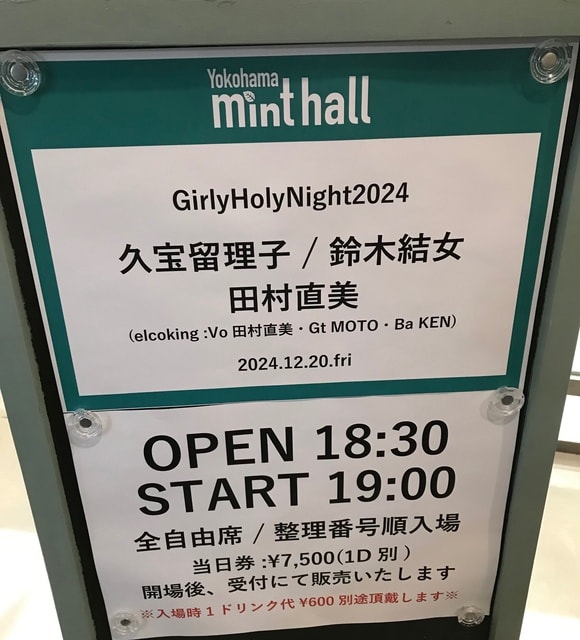 Yokohama
mint hall
GirlyHolyNight2024
久宝留理子 / 鈴木結女
田村直美
(elcoking :Vo 田村直美・Gt MOTO・Ba KEN)
2024.12.20.fri
OPEN 18:30
START 19:00
全自由席 / 整理番号順入場
当日券 :¥7,500(1D 別 )
開場後、受付にて販売いたします
※入場時 1 ドリンク代 ¥600 別途頂戴します※